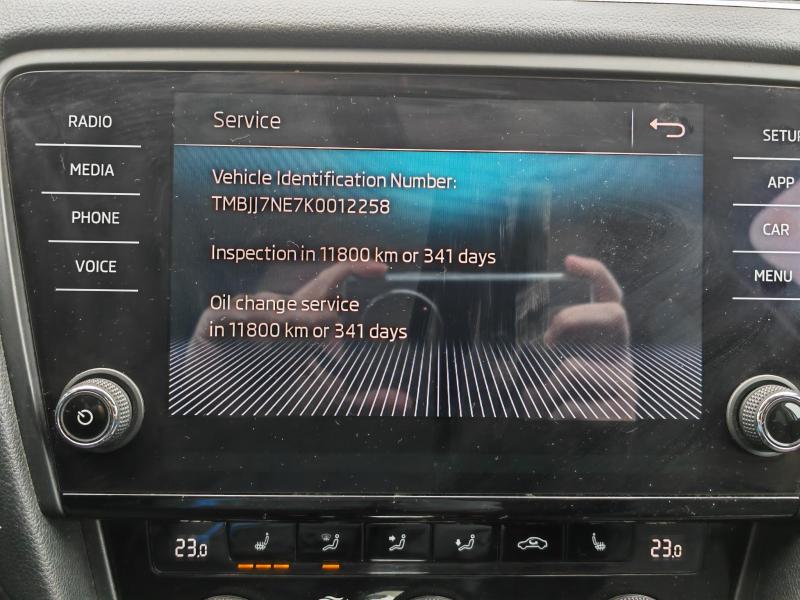 RADIO
MEDIA
PHONE
VOICE
Service
Vehicle Identification Number:
TMBJJ7NE7K0012258
Inspection in 11800 km or 341 days
Oil change service
in 11800 km or 341 days
SETUP
APP
CAR
MENU
23.0
23.0